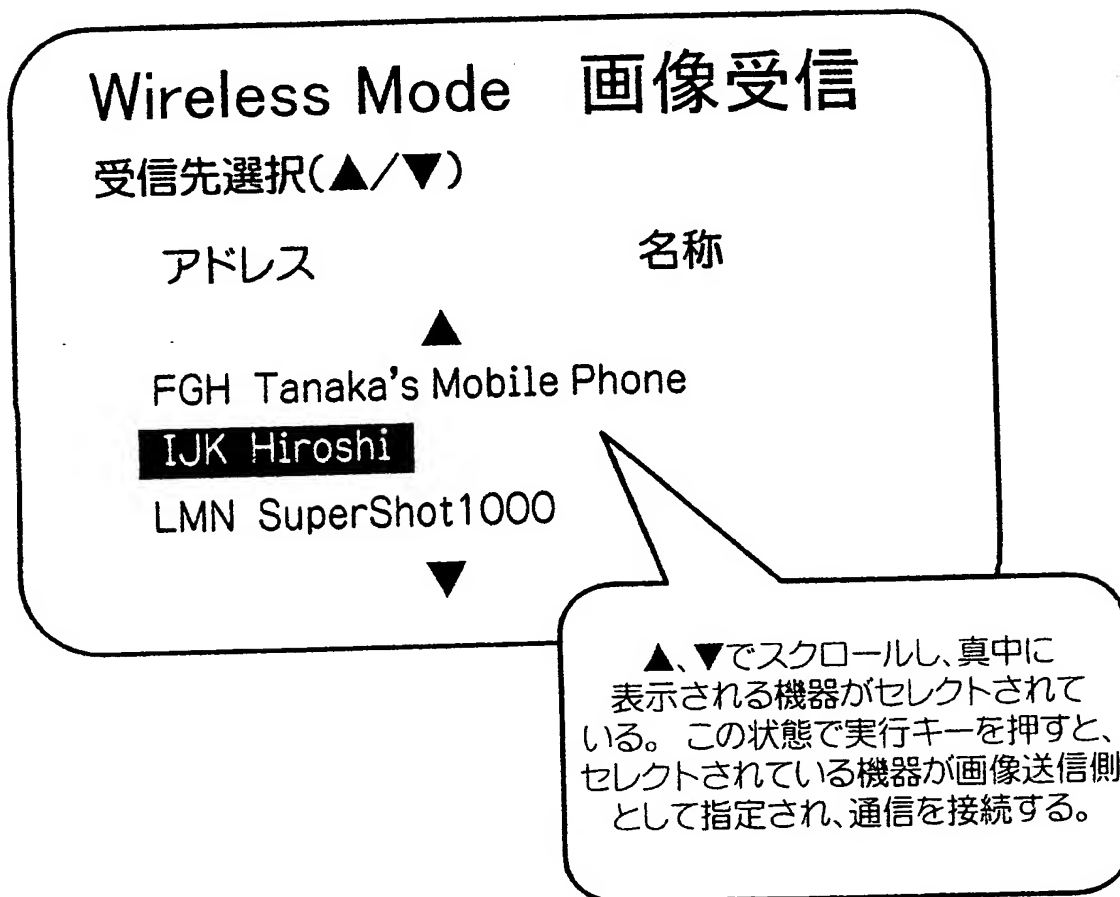 Wireless Mode 画像受信
受信先選択(▲/▼)
アドレス 名称
▲
FGH Tanaka's Mobile Phone
IJK Hiroshi
LMN SuperShot1000
▼
▲、▼でスクロールし、真中に
表示される機器がセレクトされて
いる。 この状態で実行キーを押すと、
セレクトされている機器が画像送信側
として指定され、通信を接続する。